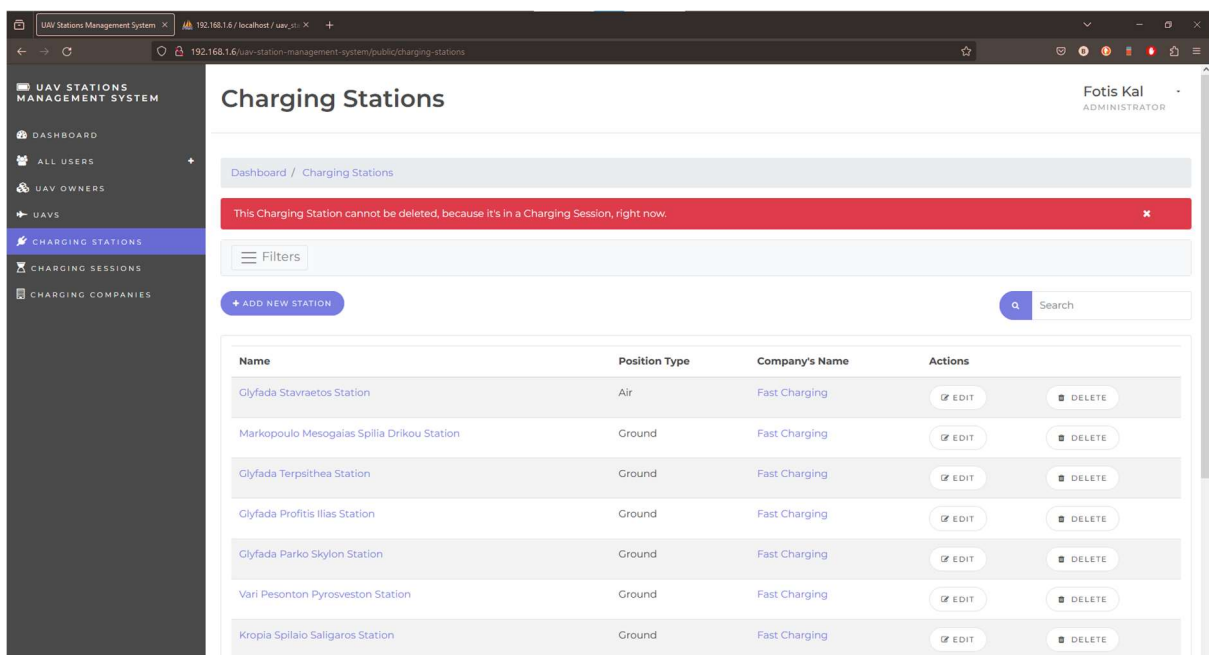 UAV Stations Management System
192.168.1.6 / localhost / uav_st
192.168.1.6/uav-station-management-system/public/charging-stations
UAV STATIONS
MANAGEMENT SYSTEM
DASHBOARD
ALL USERS
UAV OWNERS
UAVS
CHARGING STATIONS
CHARGING SESSIONS
CHARGING COMPANIES
Charging Stations
Fotis Kal
ADMINISTRATOR
Dashboard / Charging Stations
This Charging Station cannot be deleted, because it's in a Charging Session, right now.
Filters
+ ADD NEW STATION
Search
Name Position Type Company's Name Actions
Glyfada Stavraetos Station Air Fast Charging EDIT DELETE
Markopoulo Mesogaias Spilia Drikou Station Ground Fast Charging EDIT DELETE
Glyfada Terpsithea Station Ground Fast Charging EDIT DELETE
Glyfada Profitis Ilias Station Ground Fast Charging EDIT DELETE
Glyfada Parko Skylon Station Ground Fast Charging EDIT DELETE
Vari Pesonton Pyrosveston Station Ground Fast Charging EDIT DELETE
Kropia Spilaio Saligaros Station Ground Fast Charging EDIT DELETE